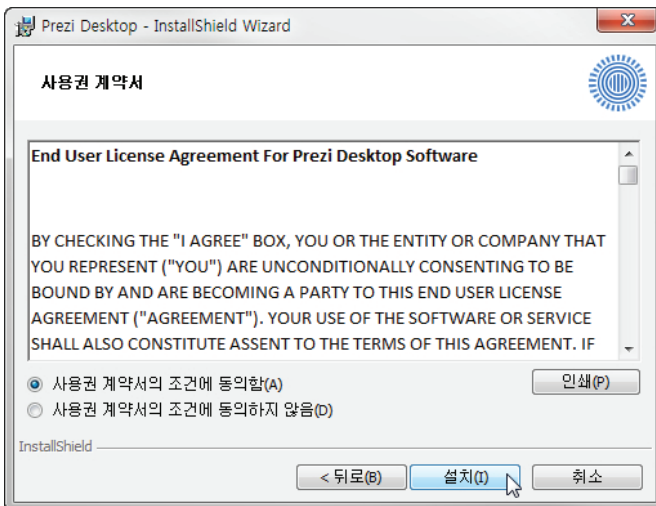 Prezi Desktop - InstallShield Wizard
사용권 계약서
End User License Agreement For Prezi Desktop Software
BY CHECKING THE "I AGREE" BOX, YOU OR THE ENTITY OR COMPANY THAT
YOU REPRESENT ("YOU") ARE UNCONDITIONALLY CONSENTING TO BE
BOUND BY AND ARE BECOMING A PARTY TO THIS END USER LICENSE
AGREEMENT ("AGREEMENT"). YOUR USE OF THE SOFTWARE OR SERVICE
SHALL ALSO CONSTITUTE ASSENT TO THE TERMS OF THIS AGREEMENT. IF
사용권 계약서의 조건에 동의함(A)
인쇄(P)
사용권 계약서의 조건에 동의하지 않음(D)
InstallShield
< 뒤로(B)
설치(I)
취소